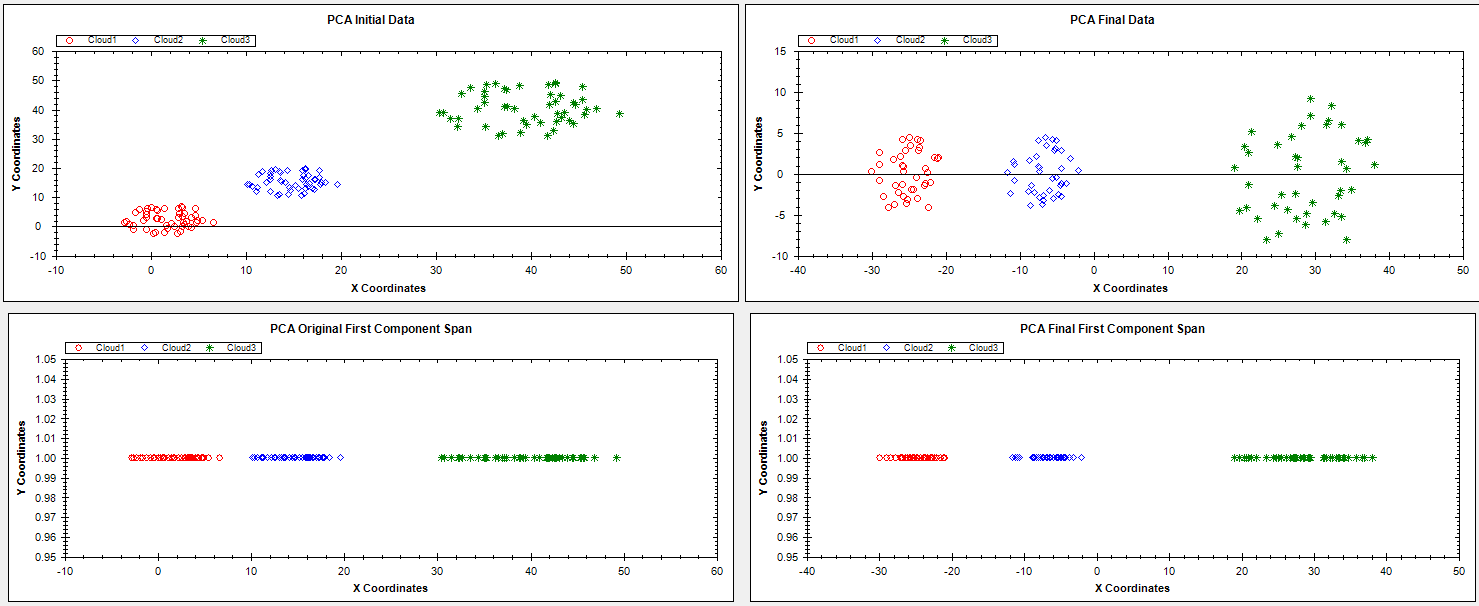 PCA Initial Data
Cloud1 Cloud2 Cloud3
60
50
40
30
20
10
0
-10
Y Coordinates
-10 0 10 20 30 40 50 60
X Coordinates
PCA Final Data
Cloud1 Cloud2 Cloud3
15
10
5
0
-5
-10
Y Coordinates
-40 -30 -20 -10 0 10 20 30 40 50
X Coordinates
PCA Original First Component Span
Cloud1 Cloud2 Cloud3
1.05
1.04
1.03
1.02
1.01
1.00
0.99
0.98
0.97
0.96
0.95
Y Coordinates
-10 0 10 20 30 40 50 60
X Coordinates
PCA Final First Component Span
Cloud1 Cloud2 Cloud3
1.05
1.04
1.03
1.02
1.01
1.00
0.99
0.98
0.97
0.96
0.95
Y Coordinates
-40 -30 -20 -10 0 10 20 30 40 50
X Coordinates